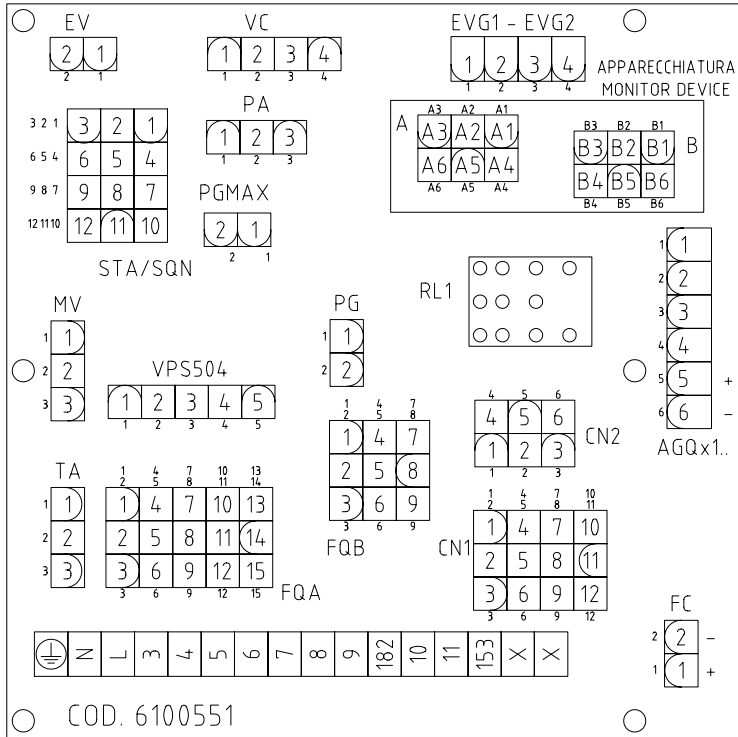 EV
2 1
2 1
VC
1 2 3 4
1 2 3 4
EVG1 - EVG2
1 2 3 4
1 2 3 4
APPARECCHIATURA
MONITOR DEVICE
PA
1 2 3
1 2 3
3 2 1 3 2 1
6 5 4 6 5 4
9 8 7 9 8 7
12 11 10 12 11 10
STA/SQN
PGMAX
2 1
2 1
A
A3 A2 A1
A3 A2 A1
A6 A5 A4
A6 A5 A4
B
B3 B2 B1
B3 B2 B1
B4 B5 B6
B4 B5 B6
RL1
1 1
2 2
3 3
4 4
5 5 +
6 6 -
AGQx1..
MV
1 1
2 2
3 3
PG
1 1
2 2
VPS504
1 2 3 4 5
1 2 3 4 5
1 4 7
2 5 8
1 4 7
2 5 8
3 6 9
3 6 9
FQB
4 5 6
4 5 6
1 2 3
1 2 3
CN2
TA
1 1
2 2
3 3
1 4 7 10 13
2 5 8 11 14
1 4 7 10 13
2 5 8 11 14
3 6 9 12 15
3 6 9 12 15
FQA
1 4 7 10
2 5 8 11
1 4 7 10
2 5 8 11
3 6 9 12
3 6 9 12
CN1
FC
2 2 -
1 1 +
N L 3 4 5 6 7 8 9 182 10 11 153 X X
COD. 6100551